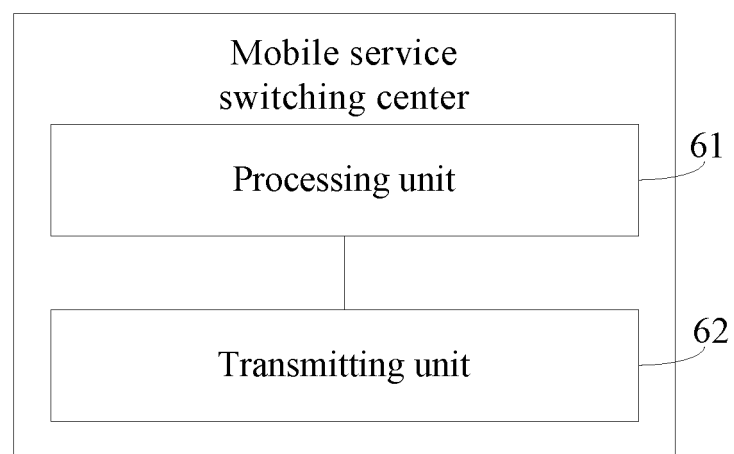 Mobile service
switching center
61
Processing unit
62
Transmitting unit